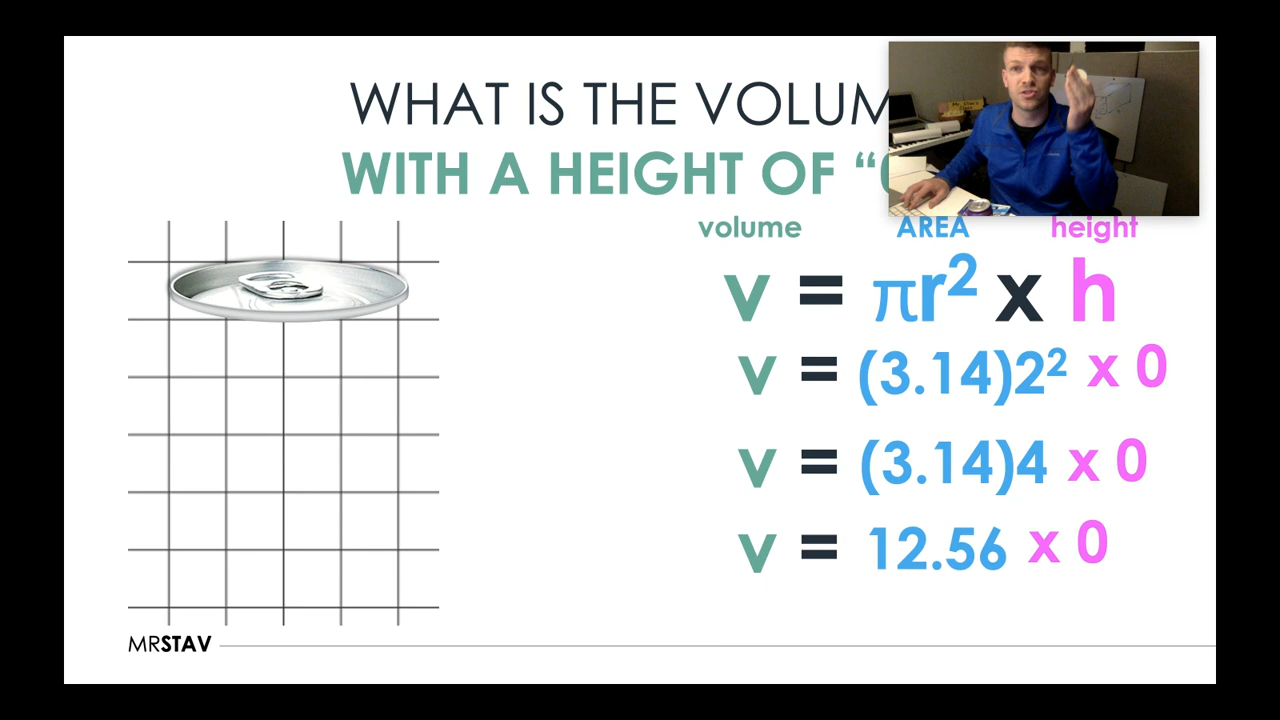 WHAT IS THE VOLUM
WITH A HEIGHT OF “
volume AREA height
v = πr² x h
v = (3.14)2² x 0
v = (3.14)4 x 0
v = 12.56 x 0
MRSTAV